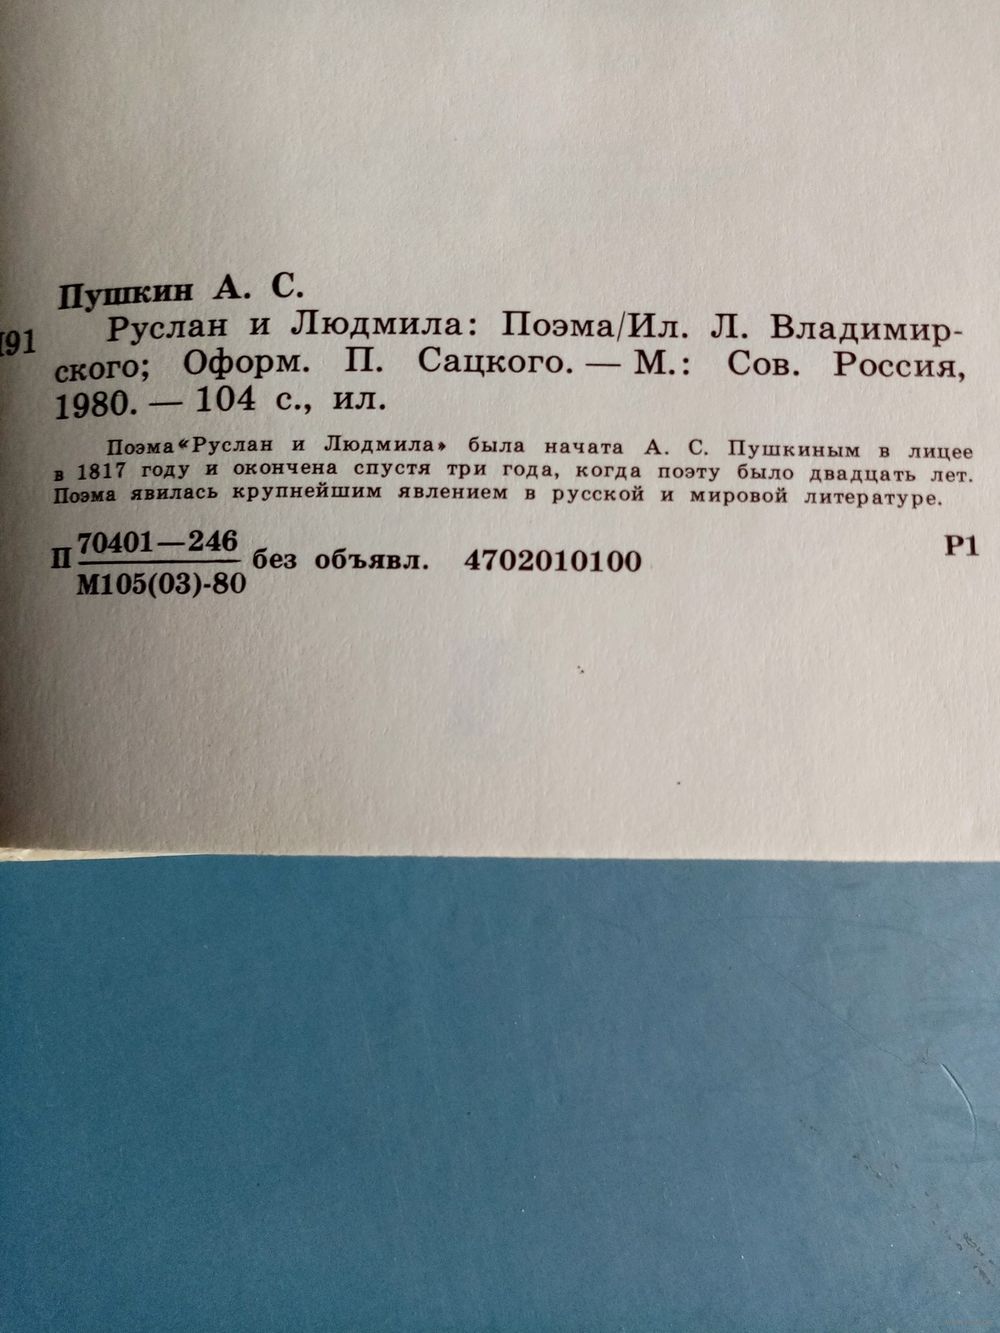 Пушкин А. С.
П91 Руслан и Людмила: Поэма/Ил. Л. Владимир-
ского; Оформ. П. Сацкого. — М.: Сов. Россия,
1980. — 104 с., ил.
Поэма «Руслан и Людмила» была начата А. С. Пушкиным в лицее
в 1817 году и окончена спустя три года, когда поэту было двадцать лет.
Поэма явилась крупнейшим явлением в русской и мировой литературе.
70401—246
П без объявл. 4702010100 Р1
М105(03)-80